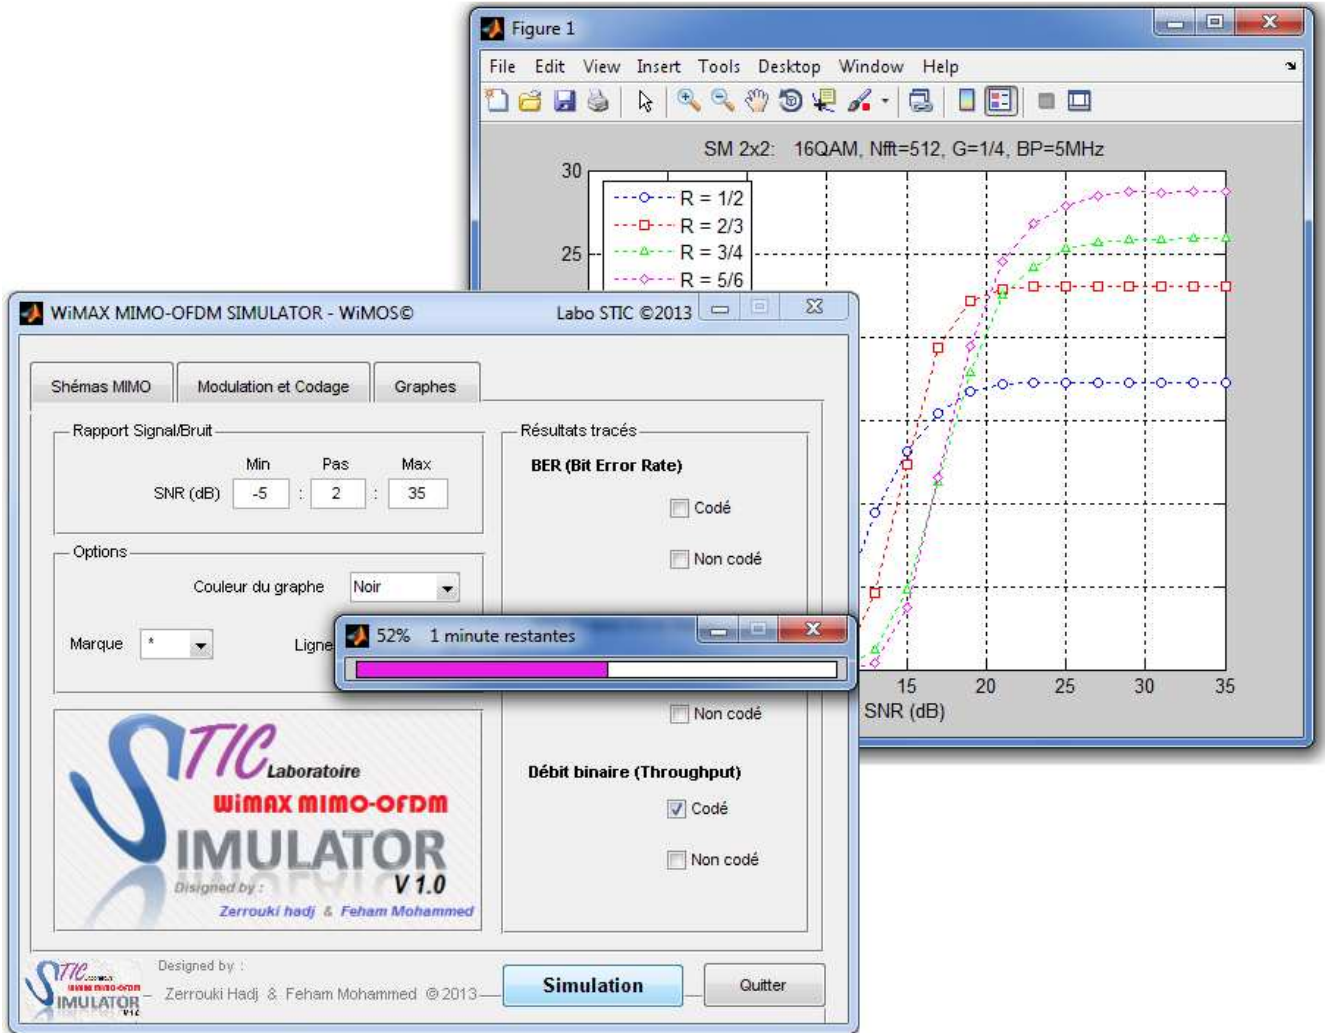 Figure 1
File Edit View Insert Tools Desktop Window Help
SM 2x2: 16QAM, Nfft=512, G=1/4, BP=5MHz
30
25
R = 1/2
R = 2/3
R = 3/4
R = 5/6
15 20 25 30 35
SNR (dB)
WiMAX MIMO-OFDM SIMULATOR - WiMOS© Labo STIC ©2013
Shémas MIMO Modulation et Codage Graphes
Rapport Signal/Bruit
Min Pas Max
SNR (dB) -5 : 2 : 35
Options
Couleur du graphe Noir
Marque * Ligne
Résultats tracés
BER (Bit Error Rate)
Codé
Non codé
52% 1 minute restantes
Non codé
Débit binaire (Throughput)
Codé
Non codé
STIC Laboratoire
WiMAX MIMO-OFDM
SIMULATOR
V 1.0
Disigned by :
Zerrouki hadj & Feham Mohammed
STIC
SIMULATOR
Designed by :
Zerrouki Hadj & Feham Mohammed © 2013
Simulation Quitter